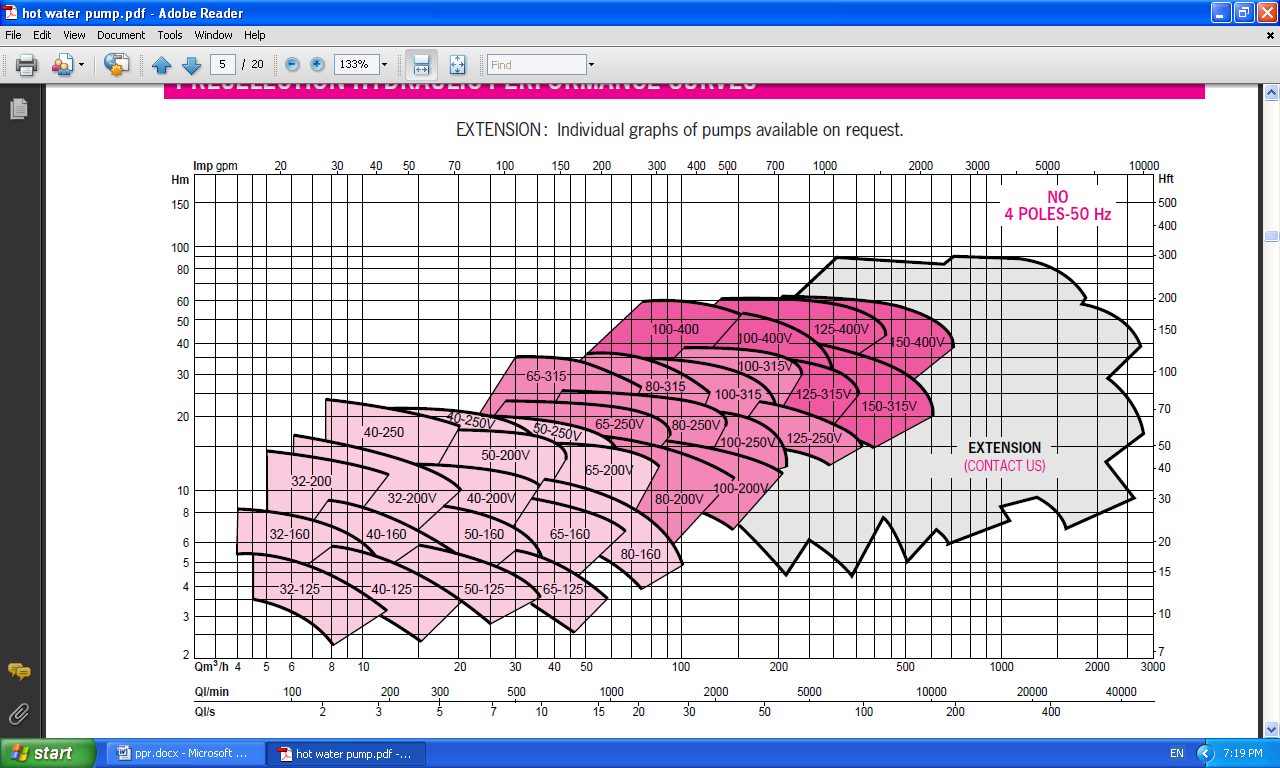 hot water pump.pdf - Adobe Reader
File Edit View Document Tools Window Help
5 / 20 133% Find
PRESELECTION HYDRAULIC PERFORMANCE CURVES
EXTENSION: Individual graphs of pumps available on request.
Imp gpm 20 30 40 50 70 100 150 200 300 400 500 700 1000 2000 3000 5000 10000
Hm Hft
NO
4 POLES-50 Hz
150 500
400
100 300
80
60 200
50 150
40
30 100
20 70
50
40
10 30
8
6 20
5 15
4
3 10
2 7
100-400 100-400V 125-400V 150-400V
65-315 80-315 100-315 100-315V 125-315V 150-315V
40-250 40-250V 50-250V 65-250V 80-250V 100-250V 125-250V
32-200 32-200V 40-200V 50-200V 65-200V 80-200V 100-200V
32-160 40-160 50-160 65-160 80-160
32-125 40-125 50-125 65-125
EXTENSION
(CONTACT US)
Qm³/h 4 5 6 8 10 20 30 40 50 100 200 500 1000 2000 3000
Ql/min 100 200 300 500 1000 2000 5000 10000 20000 40000
Ql/s 2 3 5 7 10 15 20 30 50 100 200 400
start ppr.docx - Microsoft ... hot water pump.pdf -... EN 7:19 PM